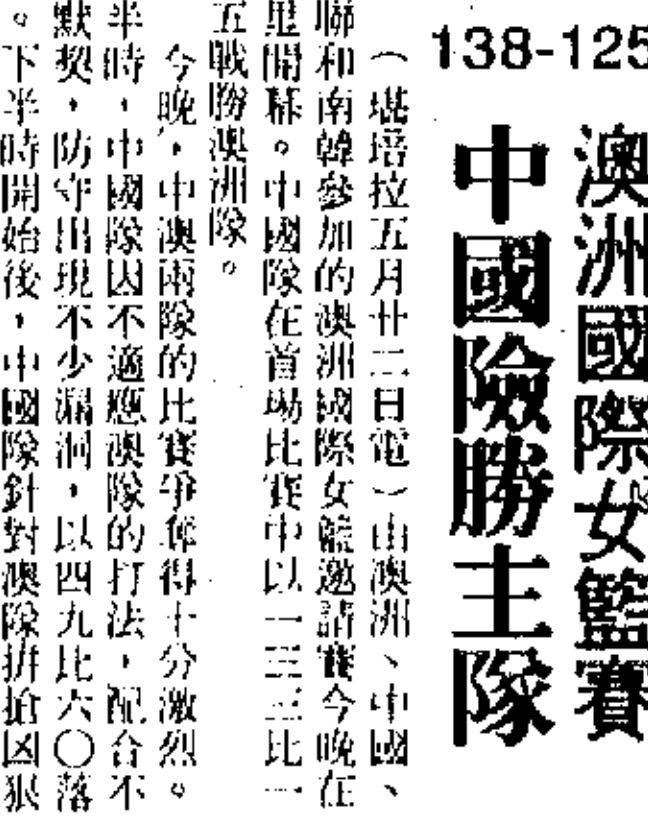 138-125
澳洲國際女籃賽
中國險勝主隊
（堪培拉五月廿二日電）由澳洲、中國、
聯和南韓參加的澳洲國際女籃邀請賽今晚在
里開幕。中國隊在首場比賽中以一三三比一
五戰勝澳洲隊。
今晚，中澳兩隊的比賽爭奪得十分激烈。
半時，中國隊因不適應澳隊的打法，配合不
默契，防守出現不少漏洞，以四九比六〇落
。下半時開始後，中國隊針對澳隊拚搶凶狠